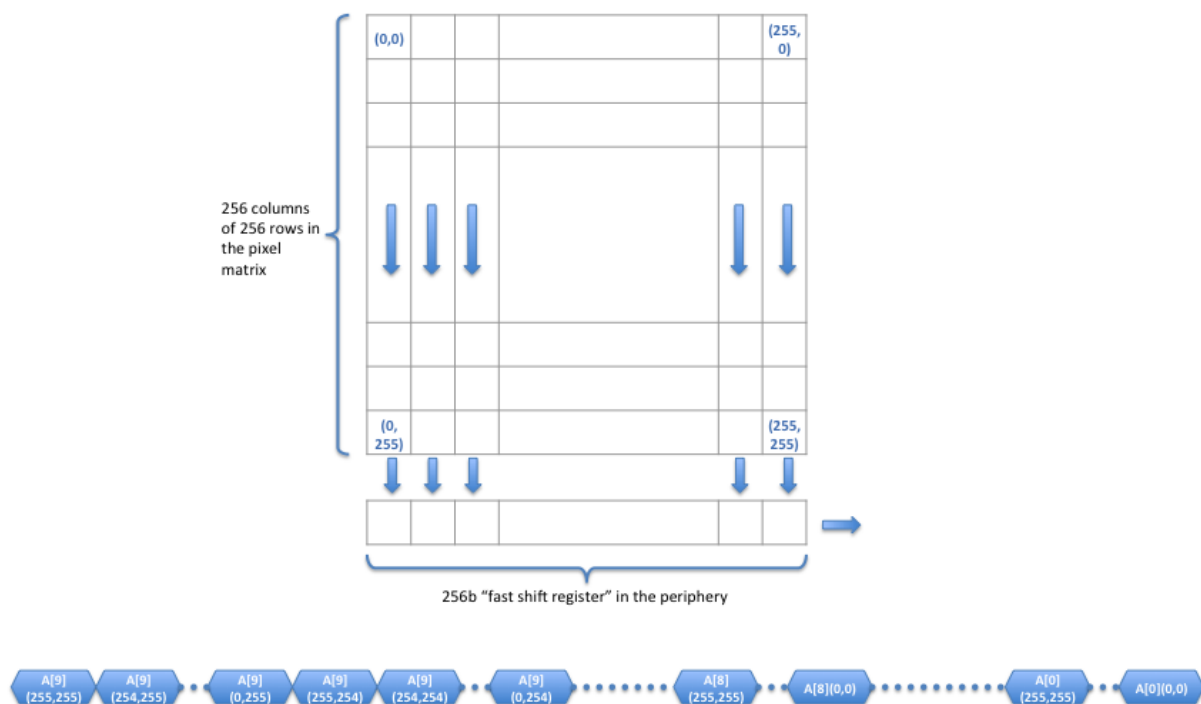 (0,0)
(255,
0)
256 columns
of 256 rows in
the pixel
matrix
(0,
255)
(255,
255)
256b “fast shift register” in the periphery
A[9]
(255,255)
A[9]
(254,255)
A[9]
(0,255)
A[9]
(255,254)
A[9]
(254,254)
A[9]
(0,254)
A[8]
(255,255)
A[8](0,0)
A[0]
(255,255)
A[0](0,0)